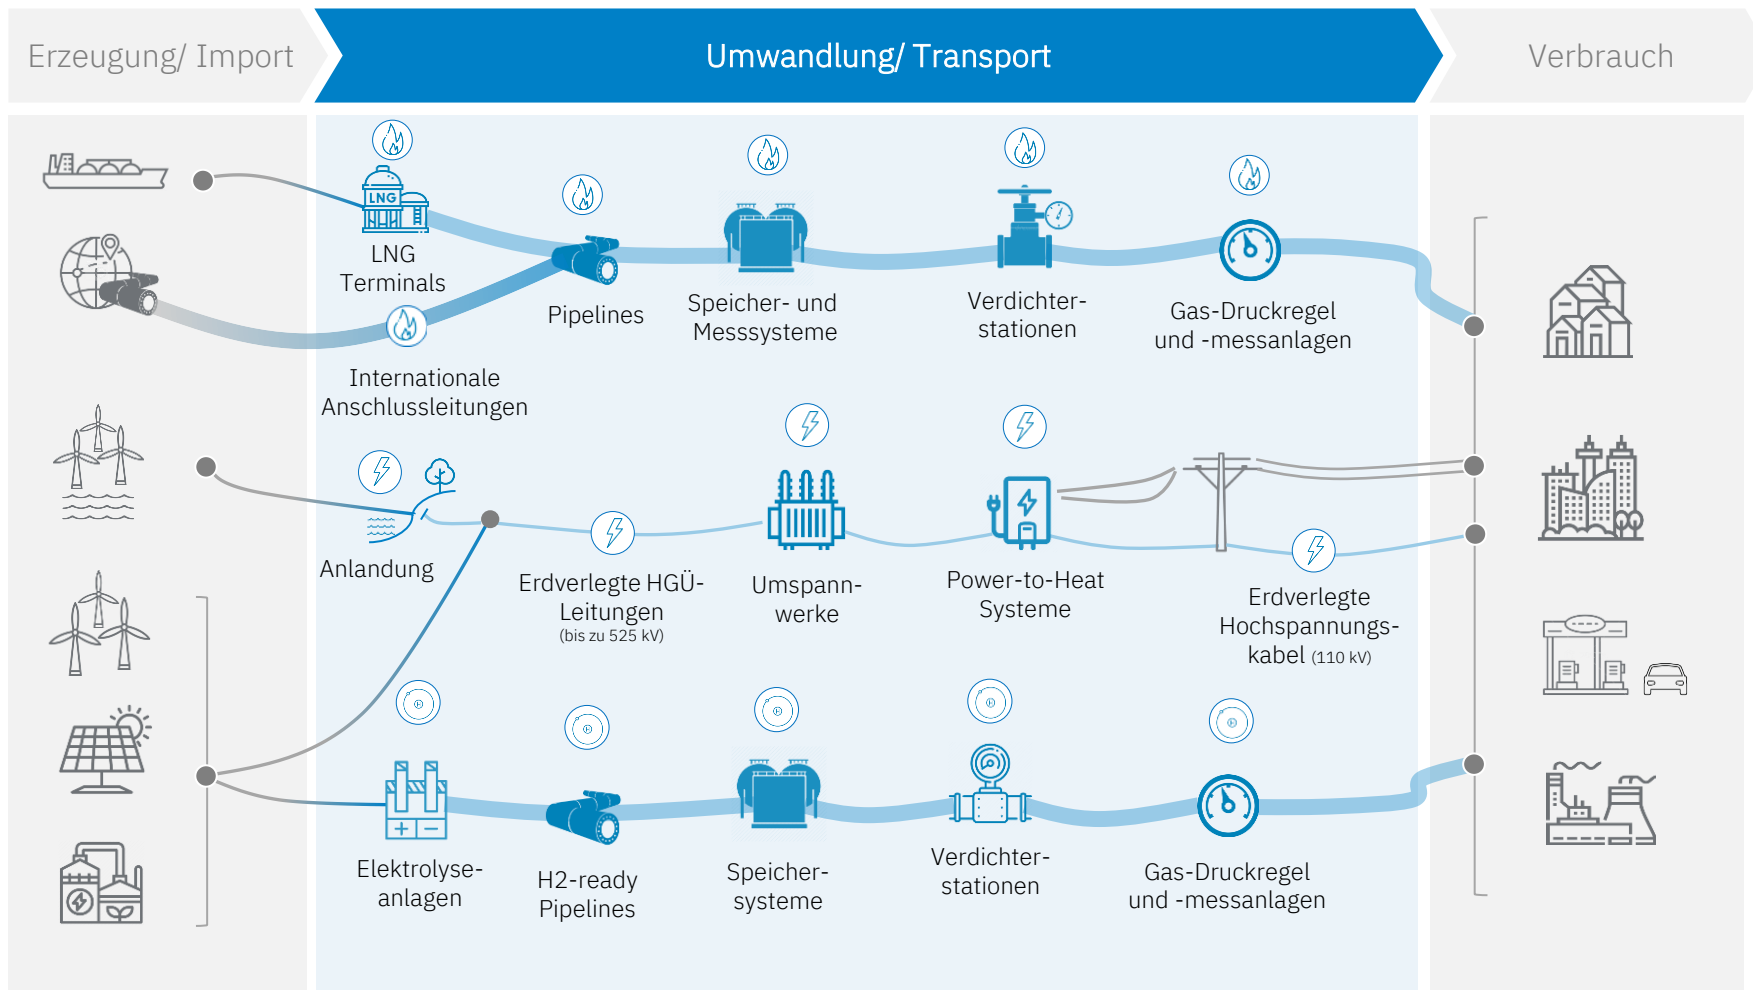 Erzeugung/ Import
Umwandlung/ Transport
Verbrauch
LNG
LNG
Terminals
Pipelines
Speicher- und
Messsysteme
Verdichter-
stationen
Gas-Druckregel
und -messanlagen
Internationale
Anschlussleitungen
Anlandung
Erdverlegte HGÜ-
Leitungen
(bis zu 525 kV)
Umspann-
werke
Power-to-Heat
Systeme
Erdverlegte
Hochspannungs-
kabel (110 kV)
Elektrolyse-
anlagen
H2-ready
Pipelines
Speicher-
systeme
Verdichter-
stationen
Gas-Druckregel
und -messanlagen